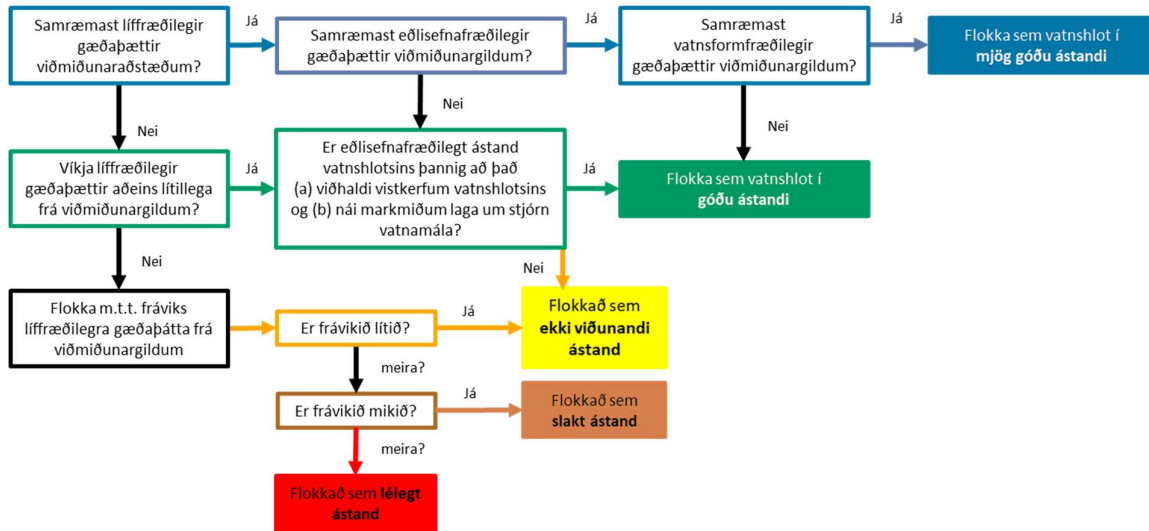 Samræmast líffræðilegir
gæðaþættir
viðmiðunaraðstæðum?
Já
Samræmast eðlisefnafræðilegir
gæðaþættir viðmiðunargildum?
Já
Samræmast
vatnsformfræðilegir
gæðaþættir viðmiðunargildum?
Já
Flokka sem vatnshlot í
mjög góðu ástandi
Nei
Nei
Nei
Víkja líffræðilegir
gæðaþættir aðeins lítillega
frá viðmiðunargildum?
Já
Er eðlisefnafræðilegt ástand
vatnshlotsins þannig að það
(a) viðhaldi vistkerfum vatnshlotsins
og (b) nái markmiðum laga um stjórn
vatnamála?
Já
Flokka sem vatnshlot í
góðu ástandi
Nei
Nei
Flokka m.t.t. fráviks
líffræðilegra gæðaþátta frá
viðmiðunargildum
Er frávikið lítið?
Já
Flokkað sem
ekki viðunandi
ástand
meira?
Er frávikið mikið?
Já
Flokkað sem
slakt ástand
meira?
Flokkað sem lélegt
ástand